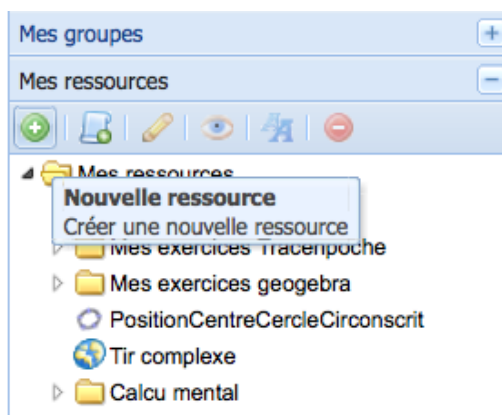 Mes groupes
Mes ressources
Mes ressources
Nouvelle ressource
Créer une nouvelle ressource
Mes exercices Tracenpoche
Mes exercices geogebra
PositionCentreCercleCirconscrit
Tir complexe
Calcu mental